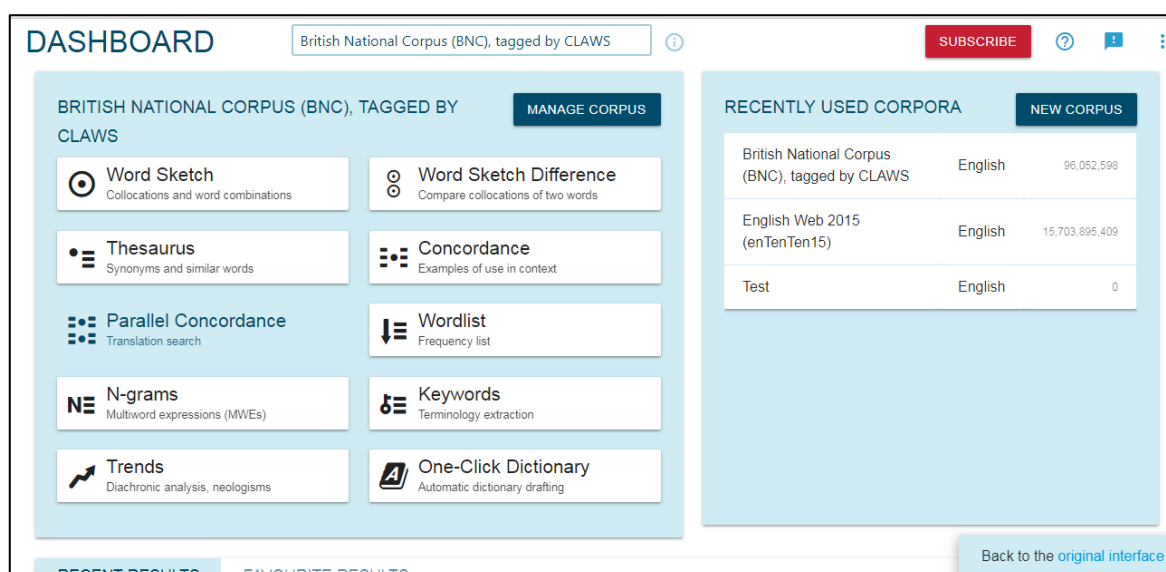 DASHBOARD
British National Corpus (BNC), tagged by CLAWS
SUBSCRIBE
BRITISH NATIONAL CORPUS (BNC), TAGGED BY
CLAWS
MANAGE CORPUS
Word Sketch
Collocations and word combinations
Word Sketch Difference
Compare collocations of two words
Thesaurus
Synonyms and similar words
Concordance
Examples of use in context
Parallel Concordance
Translation search
Wordlist
Frequency list
N-grams
Multiword expressions (MWEs)
Keywords
Terminology extraction
Trends
Diachronic analysis, neologisms
One-Click Dictionary
Automatic dictionary drafting
RECENTLY USED CORPORA
NEW CORPUS
British National Corpus
(BNC), tagged by CLAWS
English
96,052,598
English Web 2015
(enTenTen15)
English
15,703,895,409
Test
English
0
RECENT RESULTS
FAVOURITE RESULTS
Back to the original interface